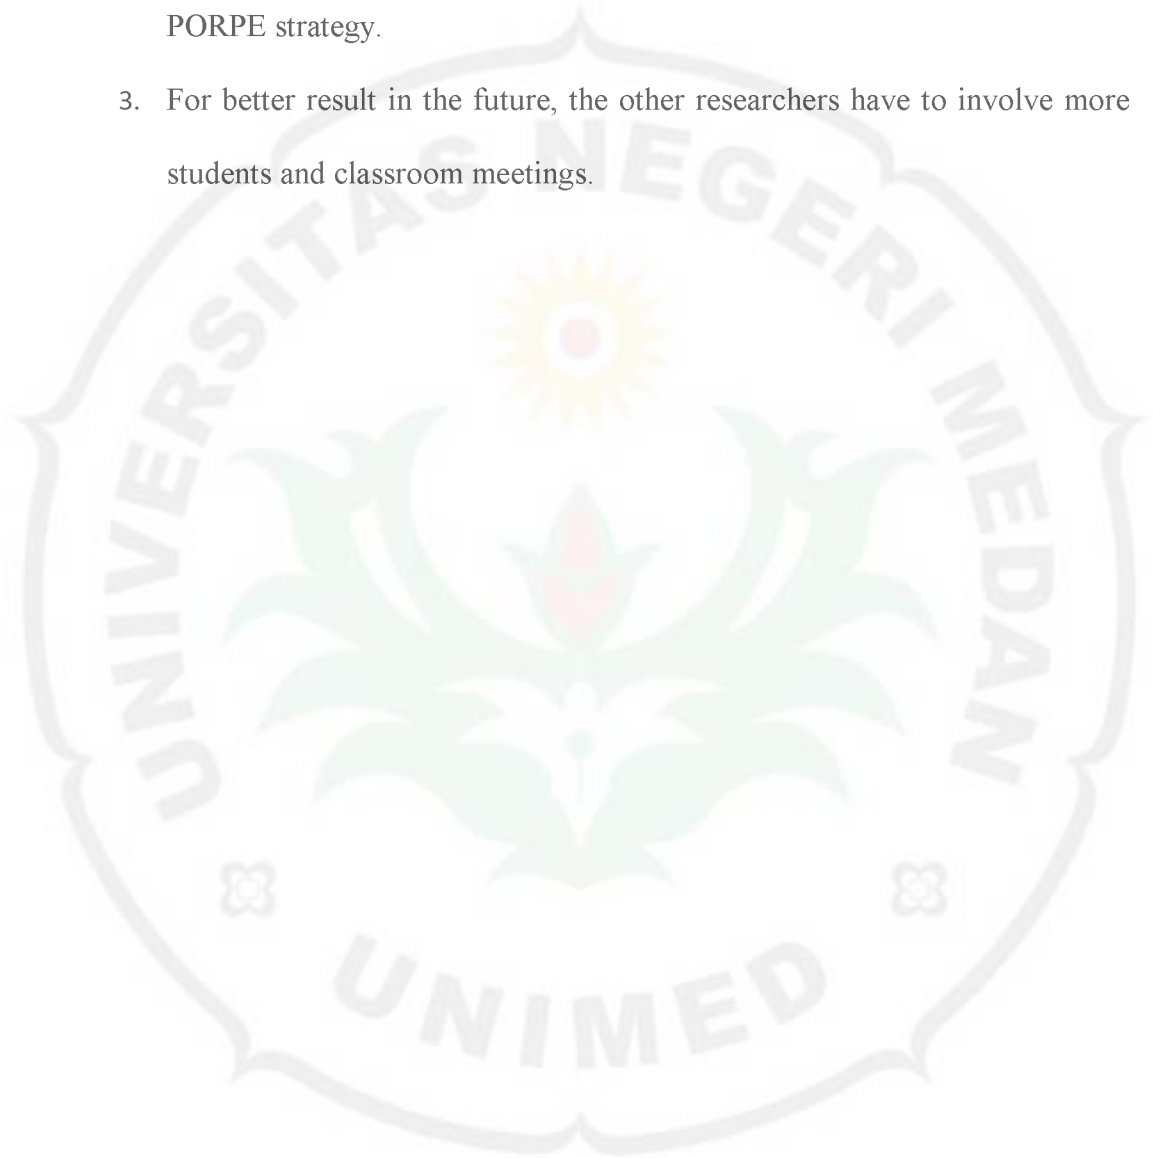 PORPE strategy.
3. For better result in the future, the other researchers have to involve more
students and classroom meetings.
UNIVERSITAS NEGERI MEDAN
UNIMED